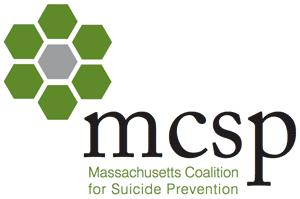 mcsp
Massachusetts Coalition
for Suicide Prevention